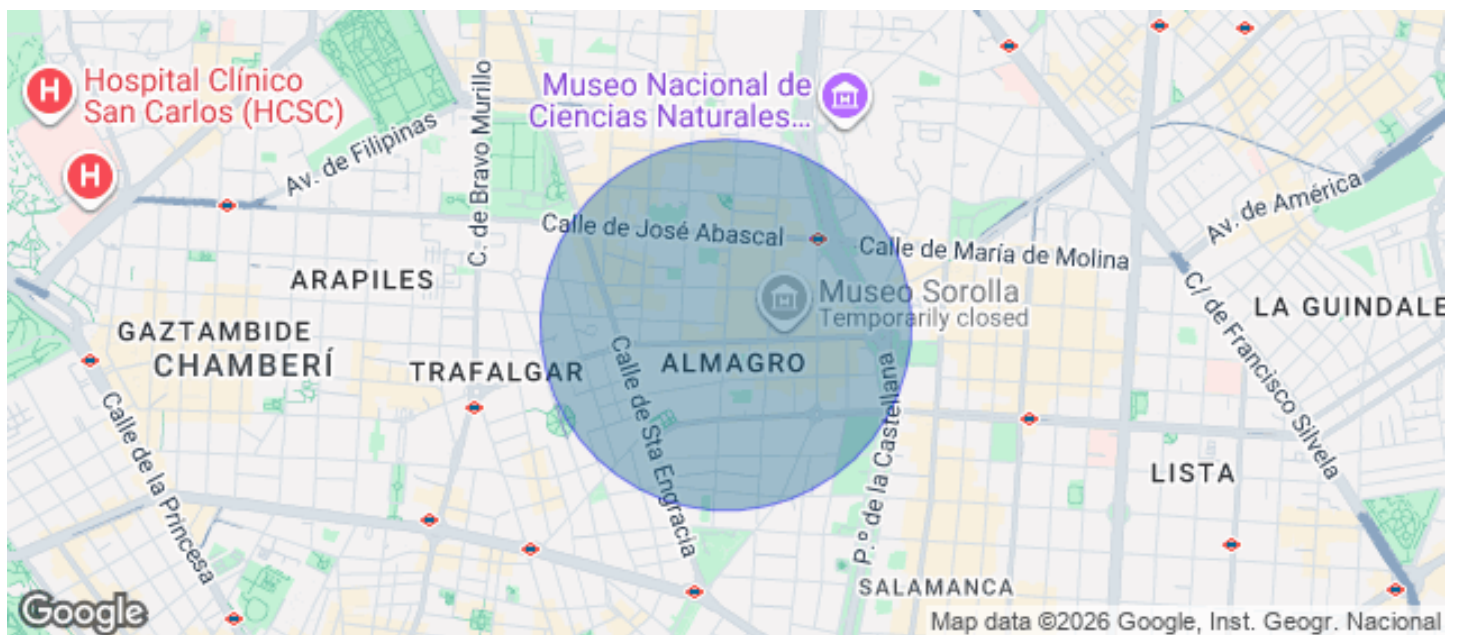 Hospital Clínico
San Carlos (HCSC)
H
H
Museo Nacional de
Ciencias Naturales...
Av. de Filipinas
C. de Bravo Murillo
Av. de América
Calle de José Abascal
Calle de María de Molina
ARAPILES
Museo Sorolla
Temporarily closed
C/ de Francisco Silvela
LA GUINDALE
GAZTAMBIDE
CHAMBERÍ
TRAFALGAR
ALMAGRO
Calle de Sta Engracia
P.º de la Castellana
Calle de la Princesa
LISTA
SALAMANCA
Google
Map data ©2026 Google, Inst. Geogr. Nacional